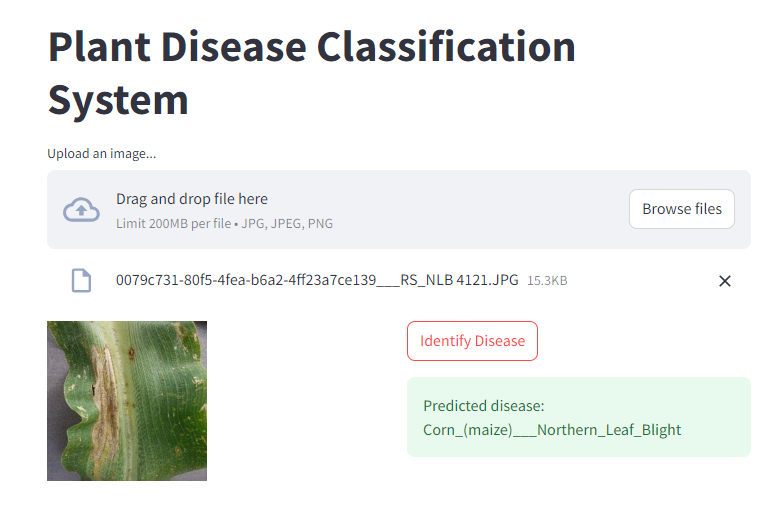 Plant Disease Classification
System
Upload an image...
Drag and drop file here
Limit 200MB per file • JPG, JPEG, PNG
Browse files
0079c731-80f5-4fea-b6a2-4ff23a7ce139___RS_NLB 4121.JPG 15.3KB
Identify Disease
Predicted disease:
Corn_(maize)___Northern_Leaf_Blight